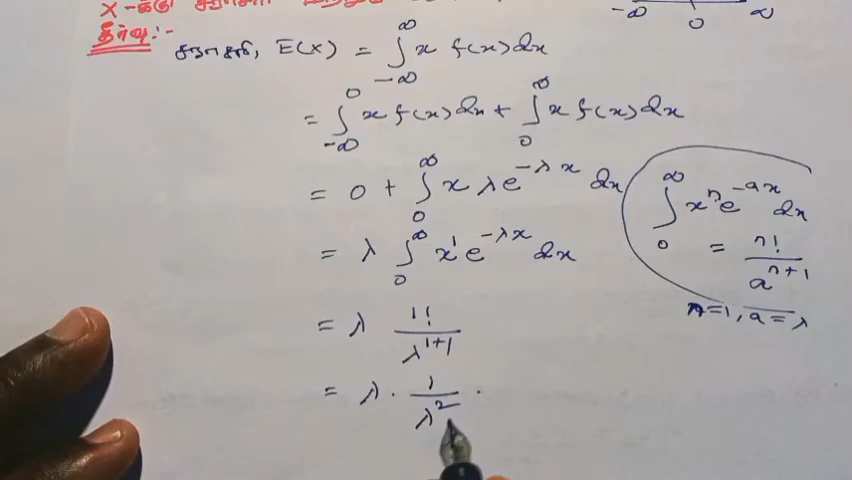 X-க்கு
-∞ 0 ∞
தீர்வு:-
சராசரி, E(X) = ∫_{-∞}^{∞} x f(x) dx
= ∫_{-∞}^{0} x f(x) dx + ∫_{0}^{∞} x f(x) dx
= 0 + ∫_{0}^{∞} x λ e^{-λx} dx
∫_{0}^{∞} x^n e^{-ax} dx
= n! / a^{n+1}
n=1, a=λ
= λ ∫_{0}^{∞} x^1 e^{-λx} dx
= λ 1! / λ^{1+1}
= λ · 1 / λ^2 ·